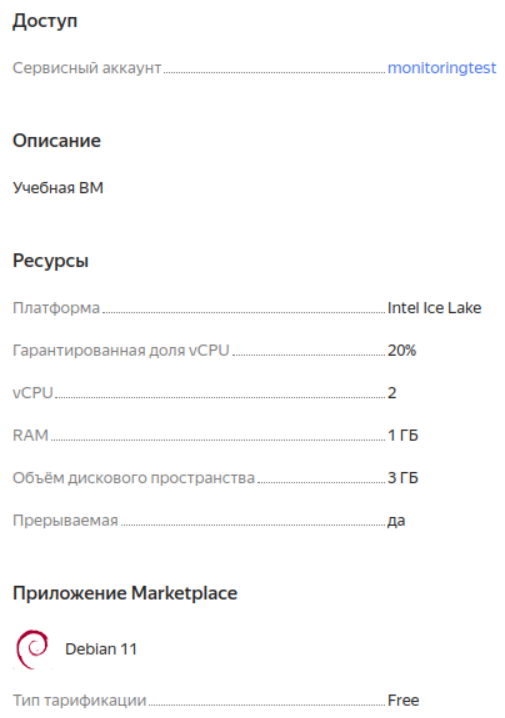 Доступ
Сервисный аккаунт monitoringtest
Описание
Учебная ВМ
Ресурсы
Платформа Intel Ice Lake
Гарантированная доля vCPU 20%
vCPU 2
RAM 1 ГБ
Объём дискового пространства 3 ГБ
Прерываемая да
Приложение Marketplace
Debian 11
Тип тарификации Free